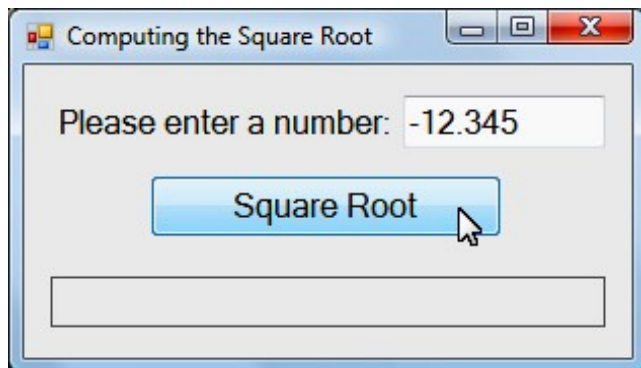 Computing the Square Root
Please enter a number: -12.345
Square Root